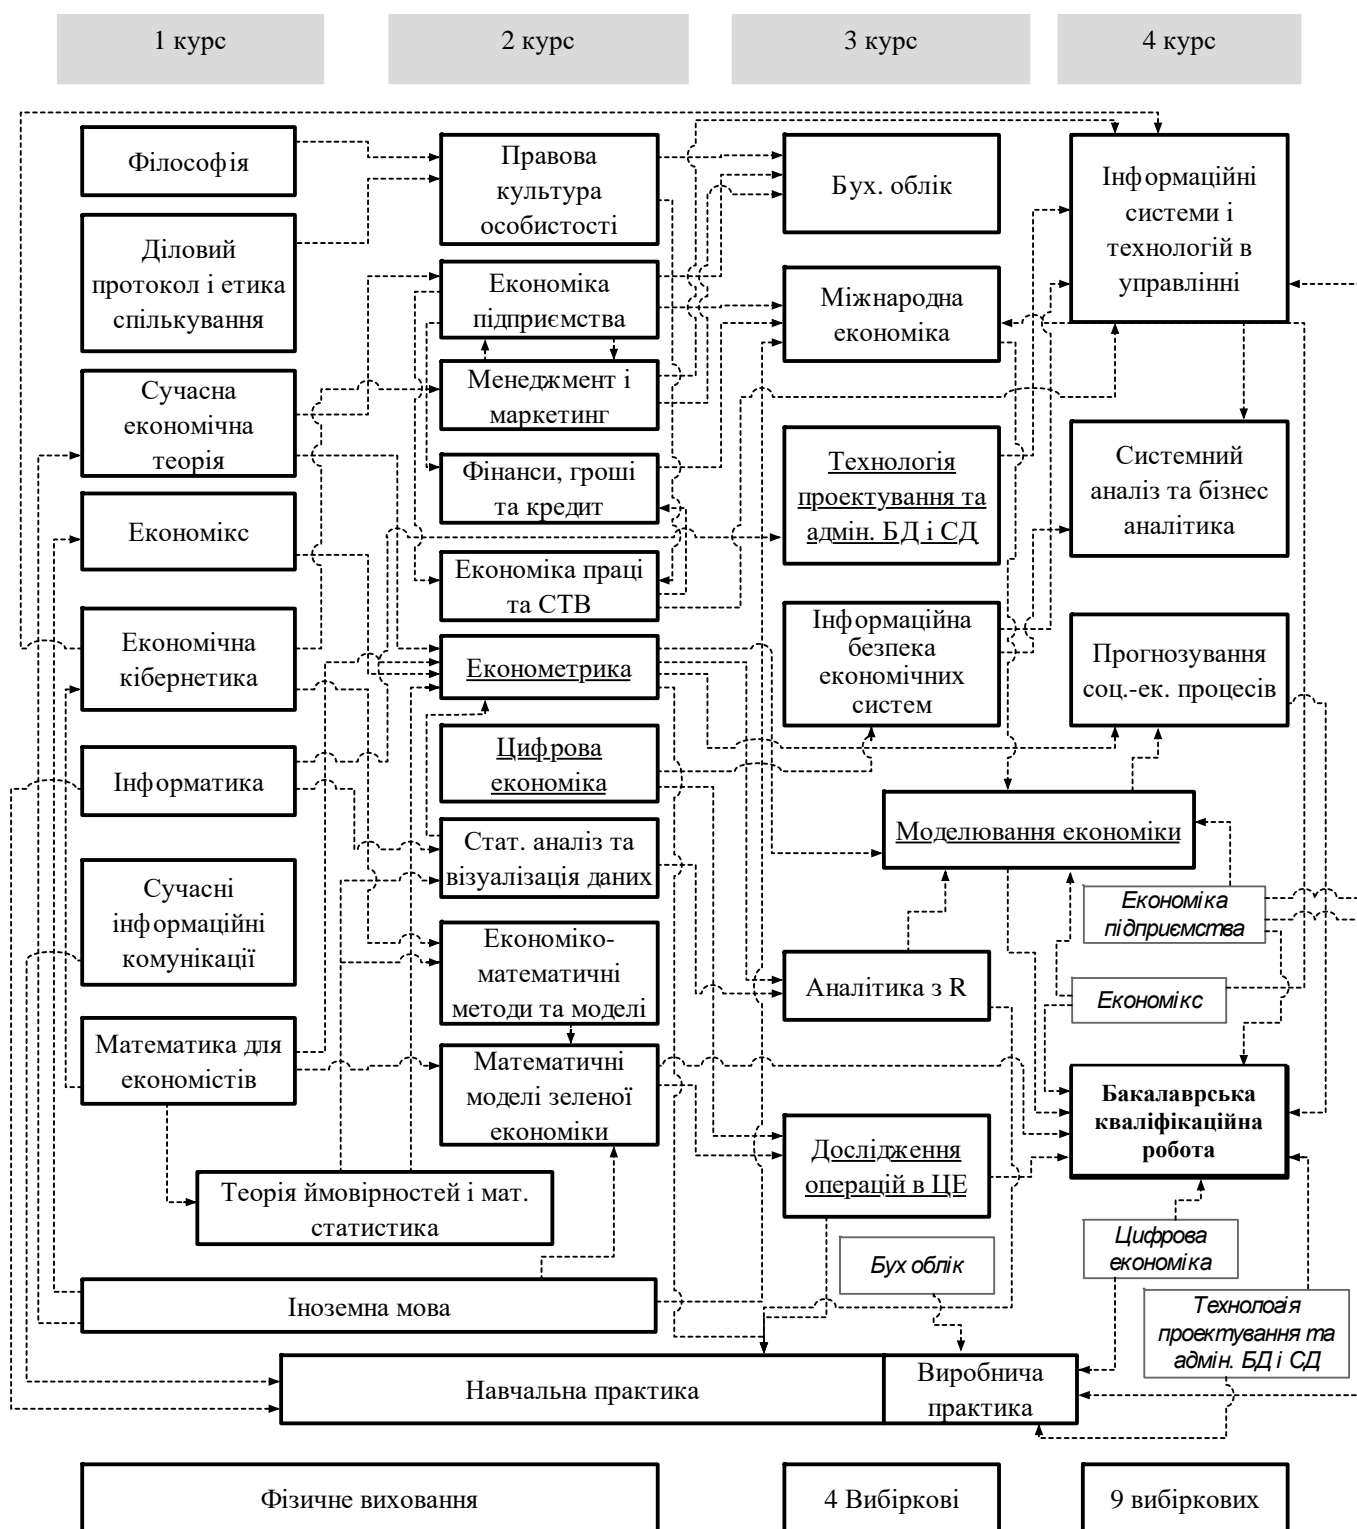 1 курс
2 курс
3 курс
4 курс
Філософія
Діловий
протокол і етика
спількування
Сучасна
економічна
теорія
Економікс
Економічна
кібернетика
Інформатика
Сучасні
інформаційні
комунікації
Математика для
економістів
Теорія ймовірностей і мат.
статистика
Іноземна мова
Навчальна практика
Фізичне виховання
Правова
культура
особистості
Економіка
підприємства
Менеджмент і
маркетинг
Фінанси, гроші
та кредит
Економіка праці
та СТВ
Економетрика
Цифрова
економіка
Стат. аналіз та
візуалізація даних
Економіко-
математичні
методи та моделі
Математичні
моделі зеленої
економіки
Бух. облік
Міжнародна
економіка
Технологія
проектування та
адмін. БД і СД
Інформаційна
безпека
економічних
систем
Моделювання економіки
Аналітика з R
Дослідження
операцій в ЦЕ
Бух облік
Виробнича
практика
4 Вибіркові
Інформаційні
системи і
технологій в
управлінні
Системний
аналіз та бізнес
аналітика
Прогнозування
соц.-ек. процесів
Економіка
підприємства
Економікс
Бакалаврська
кваліфікаційна
робота
Цифрова
економіка
Технологія
проектування та
адмін. БД і СД
9 вибіркових